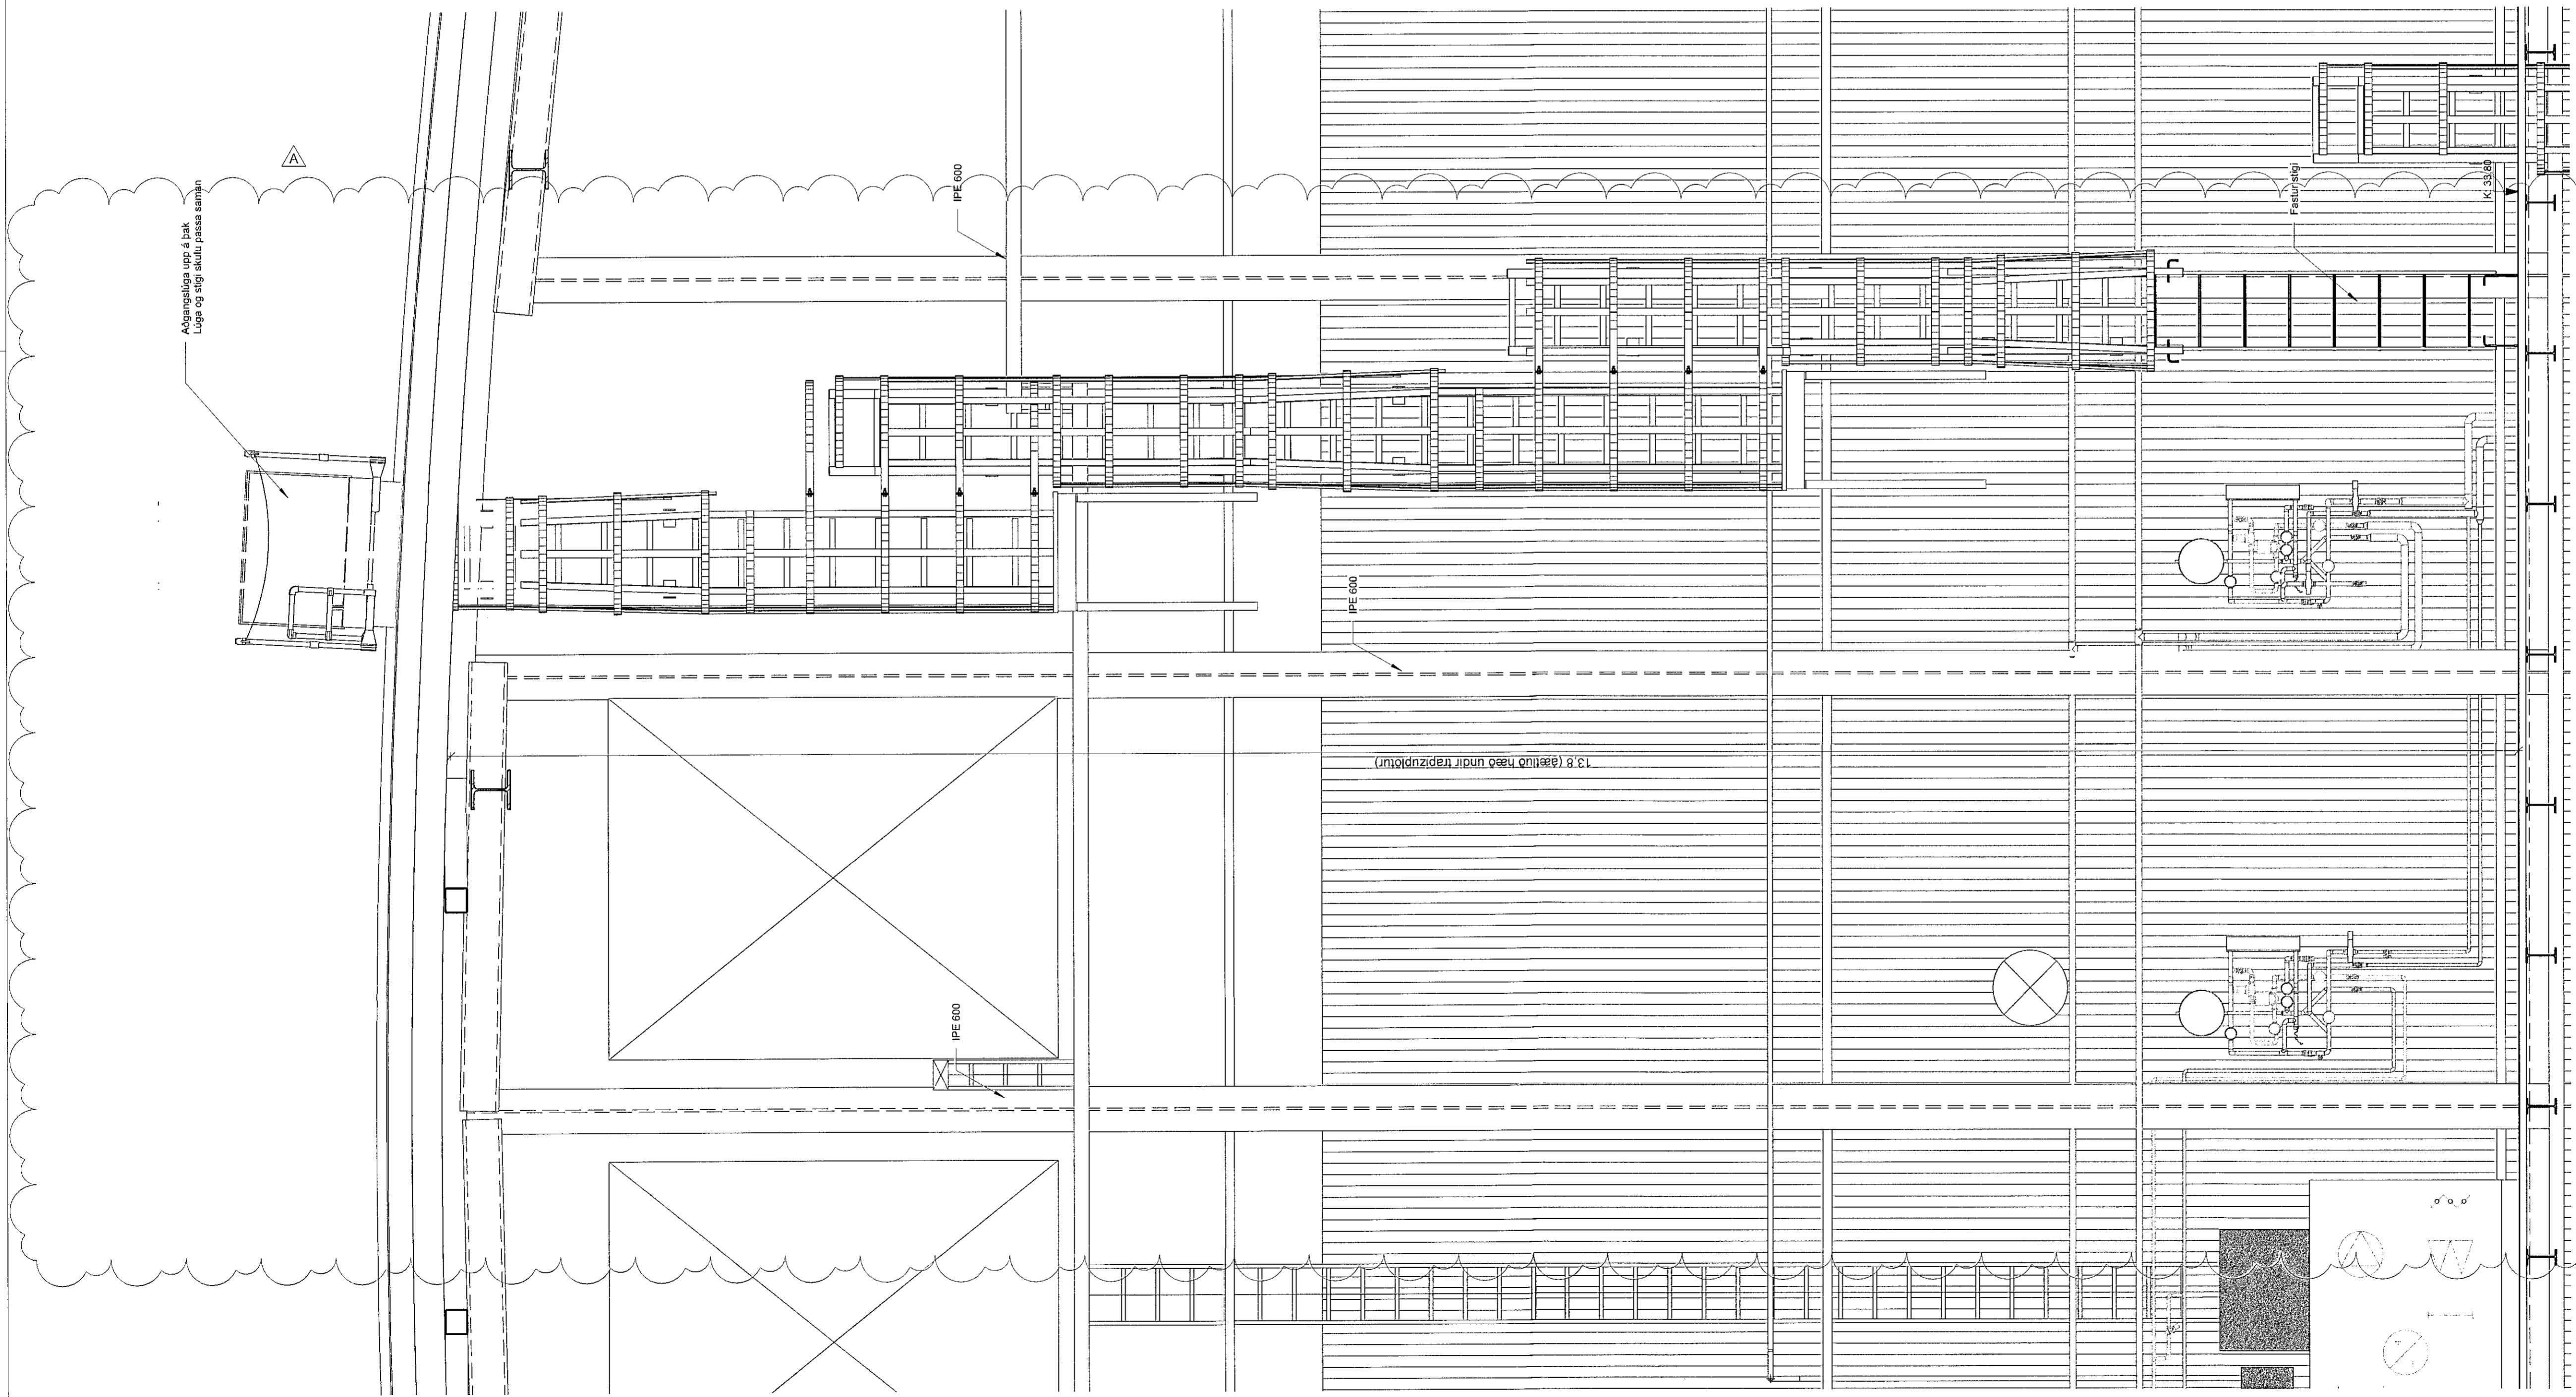 A
Aðgangslúga upp á þak
Lúga og stigi skulu passa saman
IPE 600
IPE 600
IPE 600
13,8 (áætluð hæð undir trapizuplötur)
Fastur stigi
K: 33.80